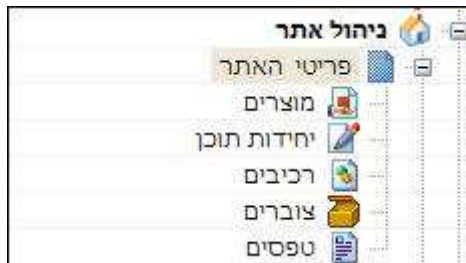 ניהול אתר
פריטי האתר
מוצרים
יחידות תוכן
רכיבים
צוברים
טפסים